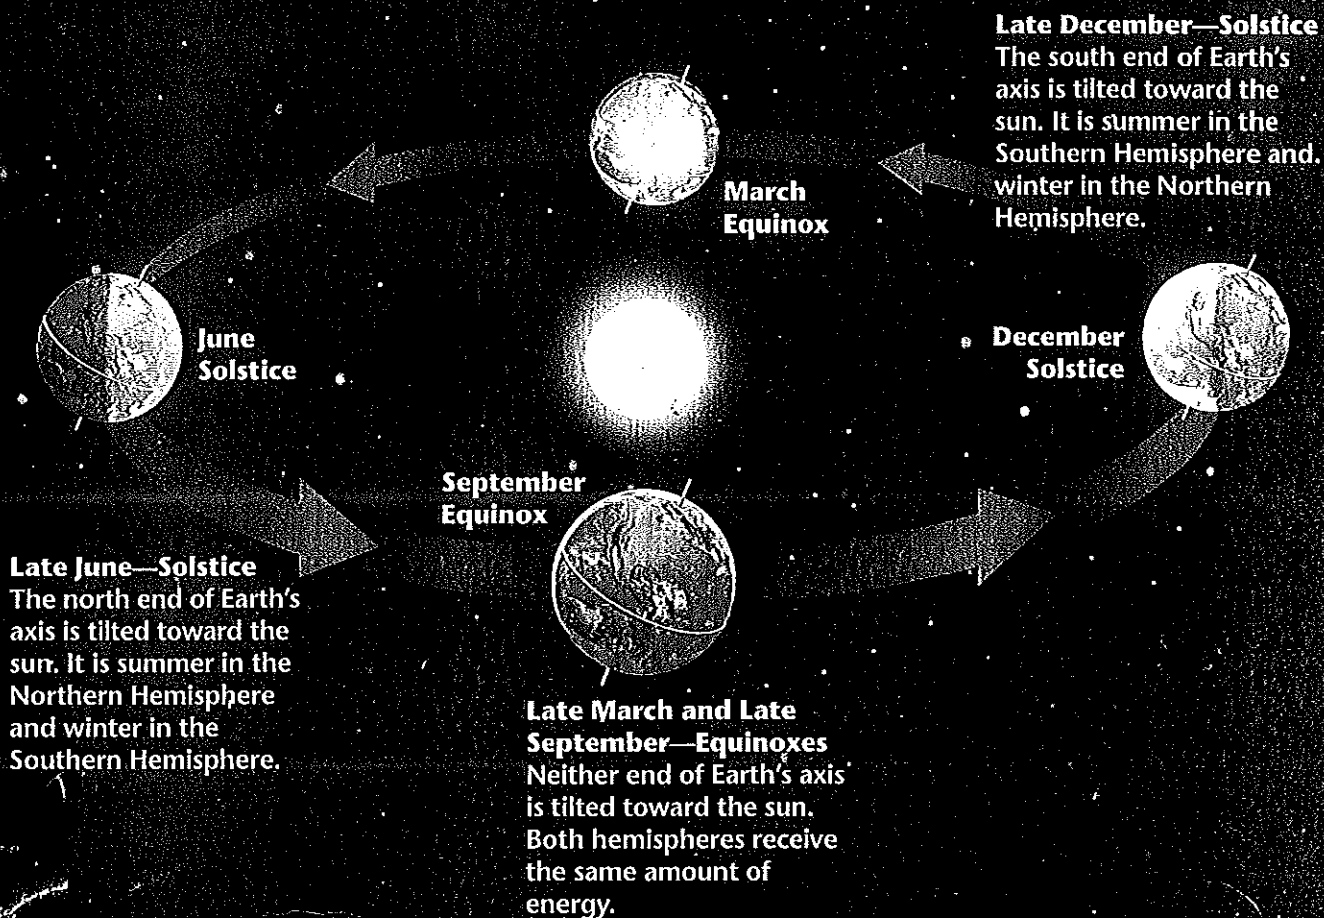 Late December—Solstice
The south end of Earth's
axis is tilted toward the
sun. It is summer in the
Southern Hemisphere and
winter in the Northern
Hemisphere.
March
Equinox
June
Solstice
December
Solstice
September
Equinox
Late June—Solstice
The north end of Earth's
axis is tilted toward the
sun. It is summer in the
Northern Hemisphere
and winter in the
Southern Hemisphere.
Late March and Late
September—Equinoxes
Neither end of Earth's axis
is tilted toward the sun.
Both hemispheres receive
the same amount of
energy.